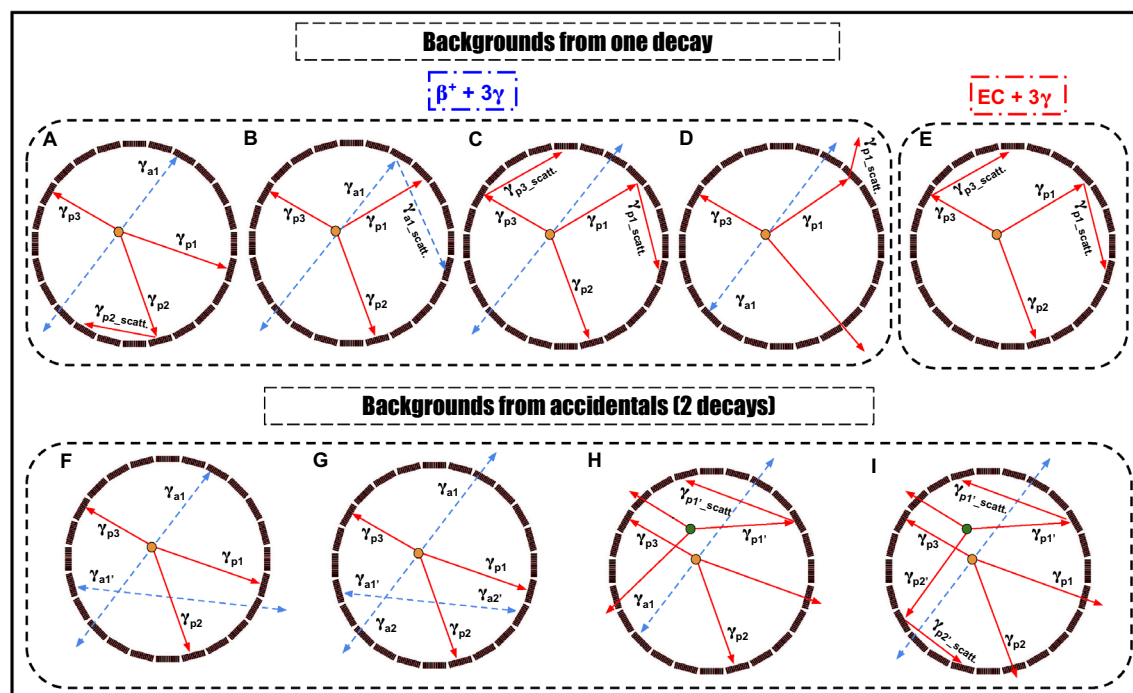 Backgrounds from one decay
β⁺ + 3γ
EC + 3γ
A
γa1
γp3
γp1
γp2
γp2_scatt.
B
γa1
γp3
γp1
γa1_scatt.
γp2
C
γp3_scatt.
γp3
γp1
γp1_scatt.
γp2
D
γp1_scatt.
γp3
γp1
γa1
E
γp3_scatt.
γp3
γp1
γp1_scatt.
γp2
Backgrounds from accidentals (2 decays)
F
γa1
γp3
γp1
γa1'
γp2
G
γa1
γp3
γp1
γa1'
γa2'
γa2
γp2
H
γp1'_scatt.
γp3
γp1'
γa1
γp2
I
γp1'_scatt.
γp3
γp1'
γp2'
γp1
γp2'_scatt.
γp2